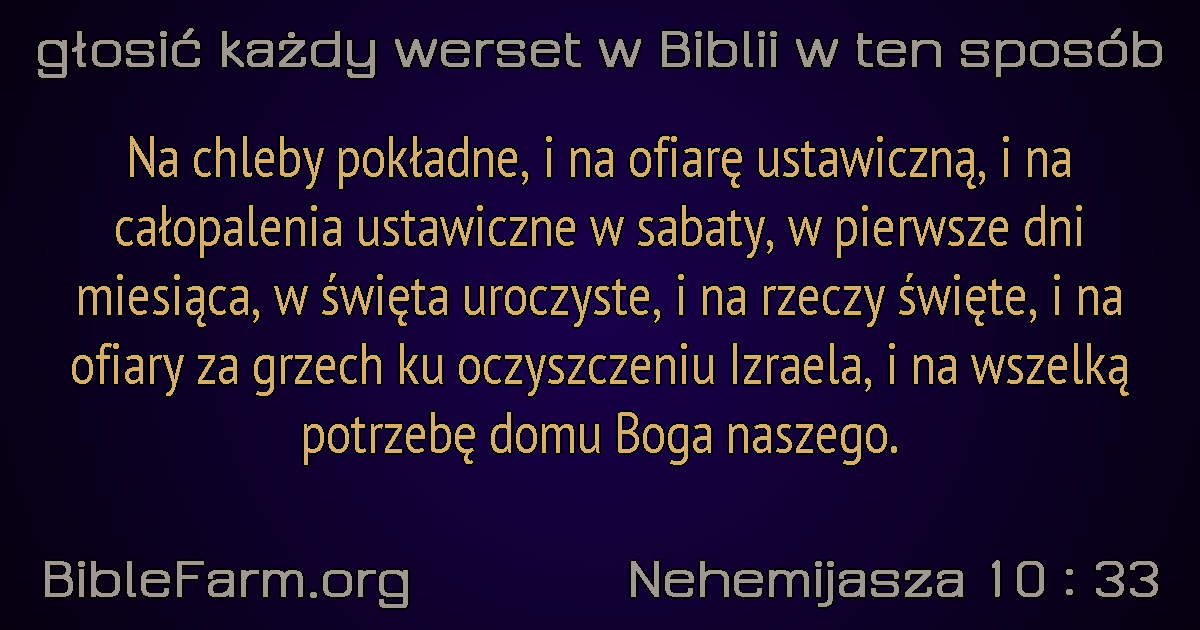 głosić każdy werset w Biblii w ten sposób
Na chleby pokładne, i na ofiarę ustawiczną, i na
całopalenia ustawiczne w sabaty, w pierwsze dni
miesiąca, w święta uroczyste, i na rzeczy święte, i na
ofiary za grzech ku oczyszczeniu Izraela, i na wszelką
potrzebę domu Boga naszego.
BibleFarm.org
Nehemijasza 10 : 33